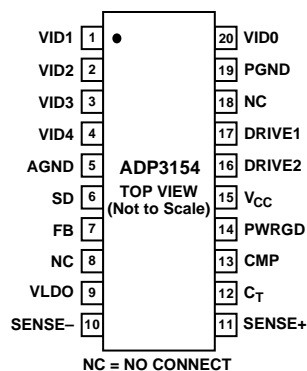 VID1 1 20 VID0
VID2 2 19 PGND
VID3 3 18 NC
VID4 4 17 DRIVE1
AGND 5 16 DRIVE2
SD 6 15 VCC
FB 7 14 PWRGD
NC 8 13 CMP
VLDO 9 12 CT
SENSE– 10 11 SENSE+
ADP3154
TOP VIEW
(Not to Scale)
NC = NO CONNECT